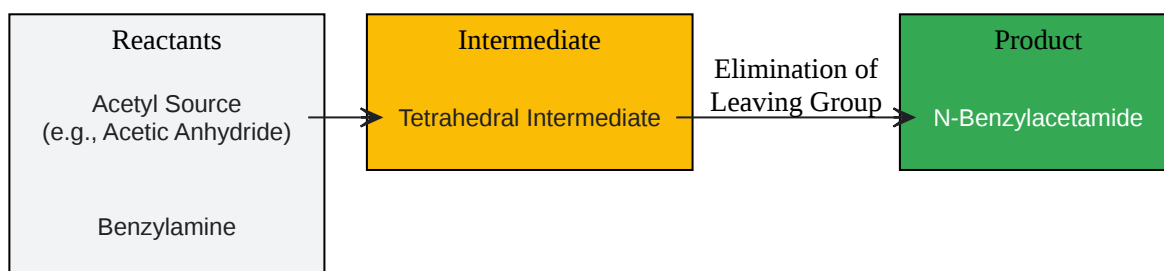 Reactants
Acetyl Source
(e.g., Acetic Anhydride)
Benzylamine
Intermediate
Tetrahedral Intermediate
Elimination of
Leaving Group
Product
N-Benzylacetamide